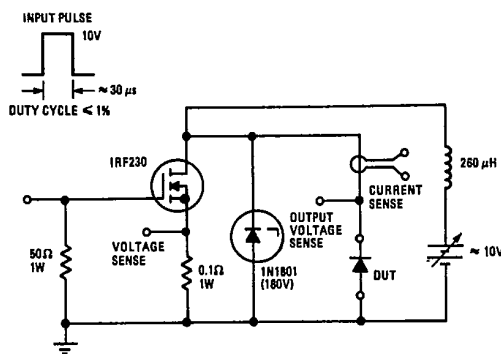 INPUT PULSE
10V
≈ 30 μs
DUTY CYCLE ≤ 1%
IRF230
260 μH
CURRENT
SENSE
OUTPUT
VOLTAGE
SENSE
VOLTAGE
SENSE
≈ 10V
50Ω
1W
0.1Ω
1W
1N1801
(180V)
DUT